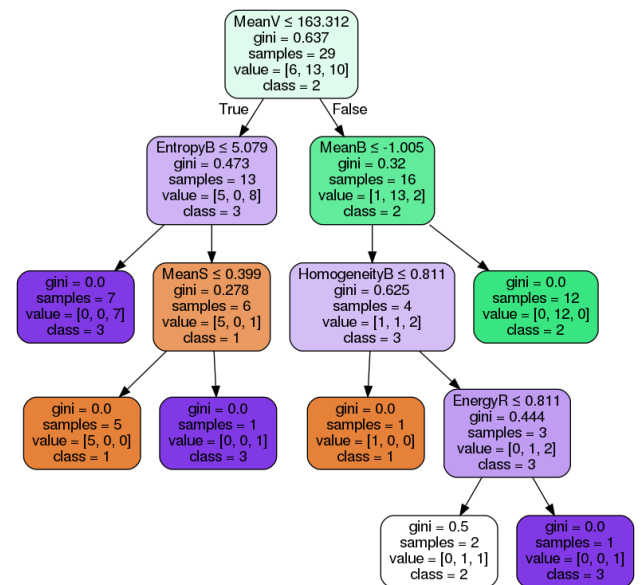 MeanV ≤ 163.312
gini = 0.637
samples = 29
value = [6, 13, 10]
class = 2
True
False
EntropyB ≤ 5.079
gini = 0.473
samples = 13
value = [5, 0, 8]
class = 3
MeanB ≤ -1.005
gini = 0.32
samples = 16
value = [1, 13, 2]
class = 2
gini = 0.0
samples = 7
value = [0, 0, 7]
class = 3
MeanS ≤ 0.399
gini = 0.278
samples = 6
value = [5, 0, 1]
class = 1
HomogeneityB ≤ 0.811
gini = 0.625
samples = 4
value = [1, 1, 2]
class = 3
gini = 0.0
samples = 12
value = [0, 12, 0]
class = 2
gini = 0.0
samples = 5
value = [5, 0, 0]
class = 1
gini = 0.0
samples = 1
value = [0, 0, 1]
class = 3
gini = 0.0
samples = 1
value = [1, 0, 0]
class = 1
EnergyR ≤ 0.811
gini = 0.444
samples = 3
value = [0, 1, 2]
class = 3
gini = 0.5
samples = 2
value = [0, 1, 1]
class = 2
gini = 0.0
samples = 1
value = [0, 0, 1]
class = 3